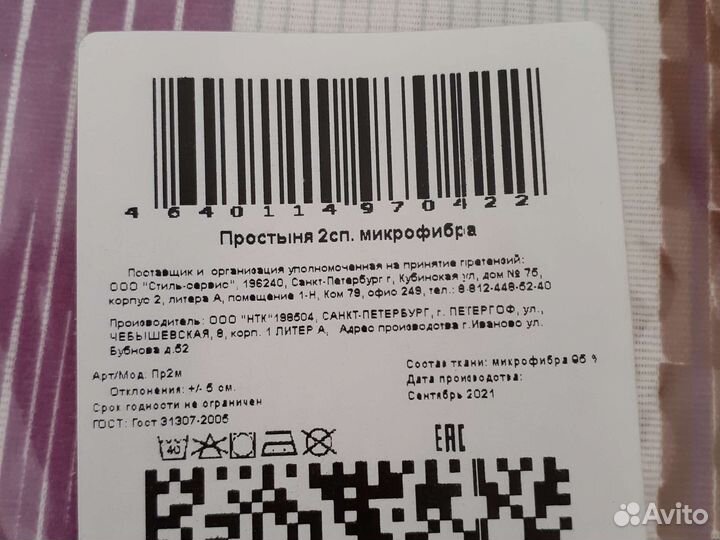 4640114970422
Простыня 2сп. микрофибра
Поставщик и организация уполномоченная на принятие претензий:
ООО "Стиль-сервис", 196240, Санкт-Петербург г, Кубинская ул, дом № 75,
корпус 2, литера А, помещение 1-Н, Ком 79, офис 249, тел.: 8-812-448-52-40
Производитель: ООО "НТК"198504, САНКТ-ПЕТЕРБУРГ, г. ПЕТЕРГОФ, ул.,
ЧЕБЫШЕВСКАЯ, 8, корп. 1 ЛИТЕР А, Адрес производства г.Иваново ул.
Бубнова д.52
Арт/Мод: Пр2м
Отклонения: +/- 5 см.
Срок годности не ограничен
ГОСТ: Гост 31307-2005
Состав ткани: микрофибра 95 %
Дата производства:
Сентябрь 2021
40
EAC
Avito